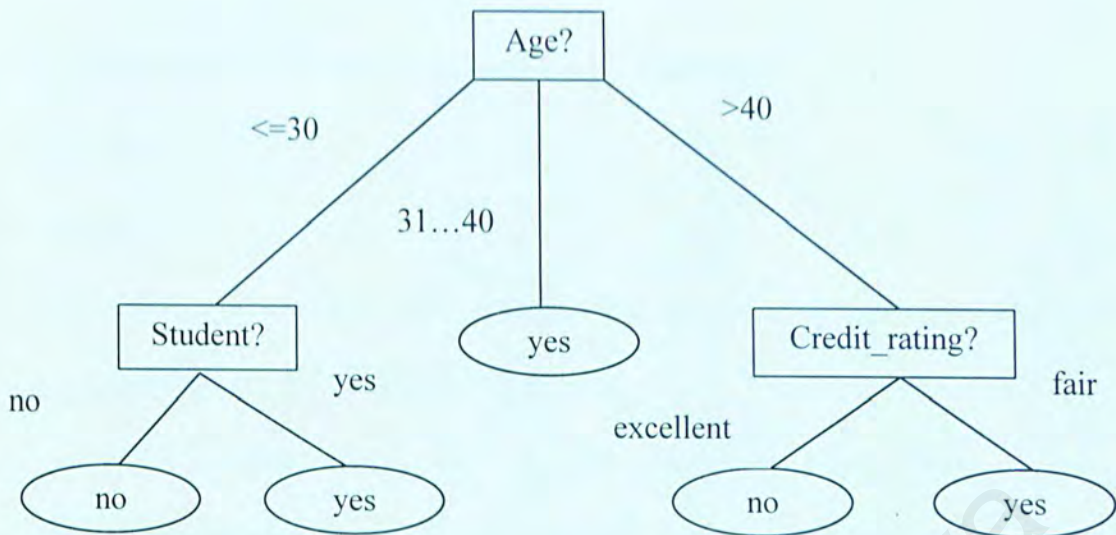 Age?
<=30
>40
31...40
Student?
yes
Credit_rating?
no
yes
fair
excellent
no
yes
no
yes